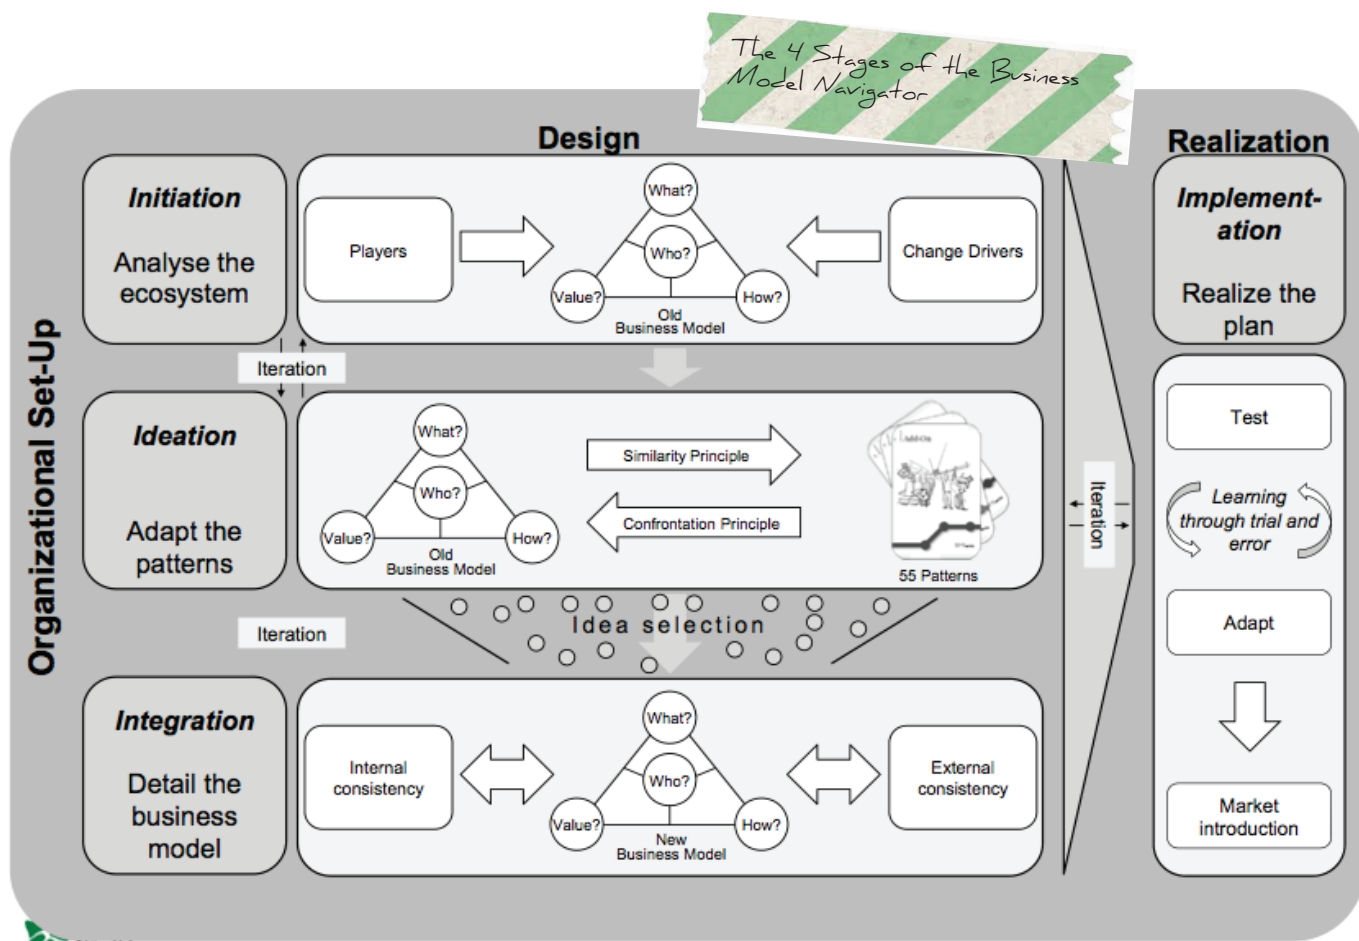 The 4 Stages of the Business
Model Navigator
Organizational Set-Up
Design
Realization
Initiation
Analyse the
ecosystem
Players
What?
Who?
Value?
How?
Old
Business Model
Change Drivers
Iteration
Ideation
Adapt the
patterns
What?
Who?
Value?
How?
Old
Business Model
Similarity Principle
Confrontation Principle
Add-On
55 Patterns
Iteration
Idea selection
Integration
Detail the
business
model
Internal
consistency
What?
Who?
Value?
How?
New
Business Model
External
consistency
Iteration
Implement-
ation
Realize the
plan
Test
Learning
through trial and
error
Adapt
Market
introduction